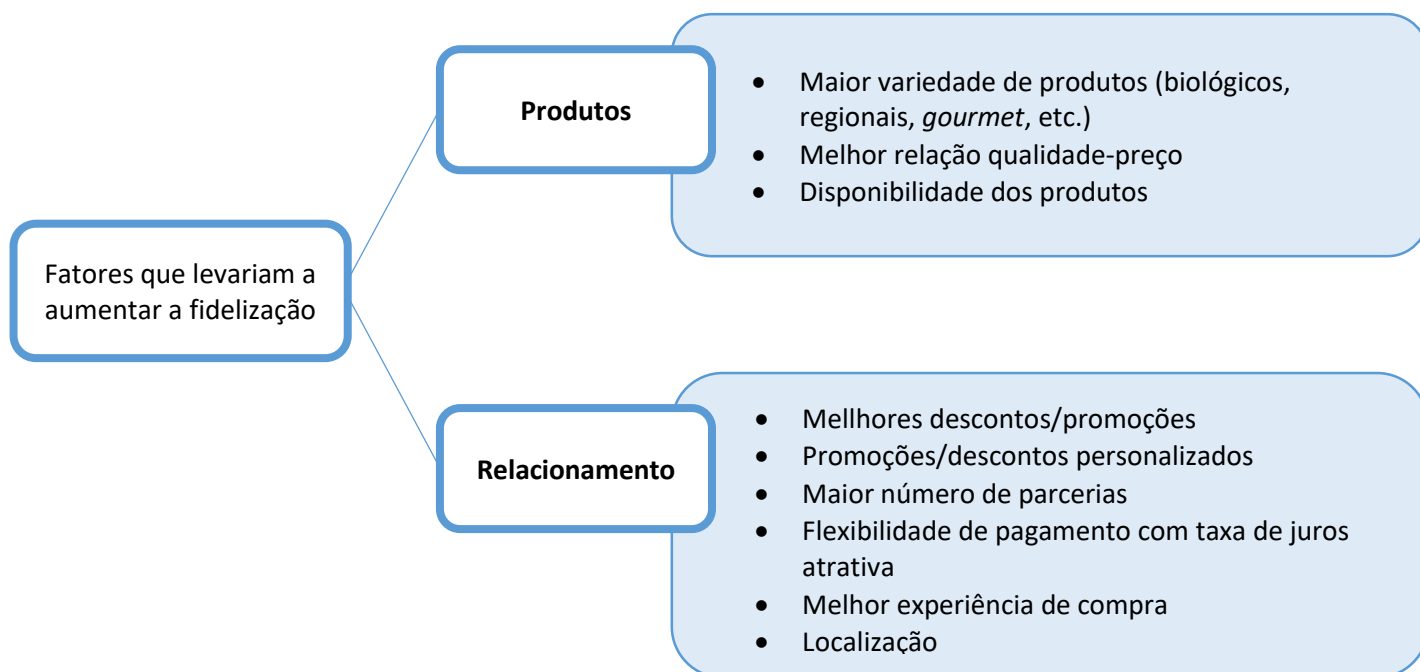 Fatores que levariam a
aumentar a fidelização
Produtos
• Maior variedade de produtos (biológicos,
regionais, gourmet, etc.)
• Melhor relação qualidade-preço
• Disponibilidade dos produtos
Relacionamento
• Mellhores descontos/promoções
• Promoções/descontos personalizados
• Maior número de parcerias
• Flexibilidade de pagamento com taxa de juros
atrativa
• Melhor experiência de compra
• Localização